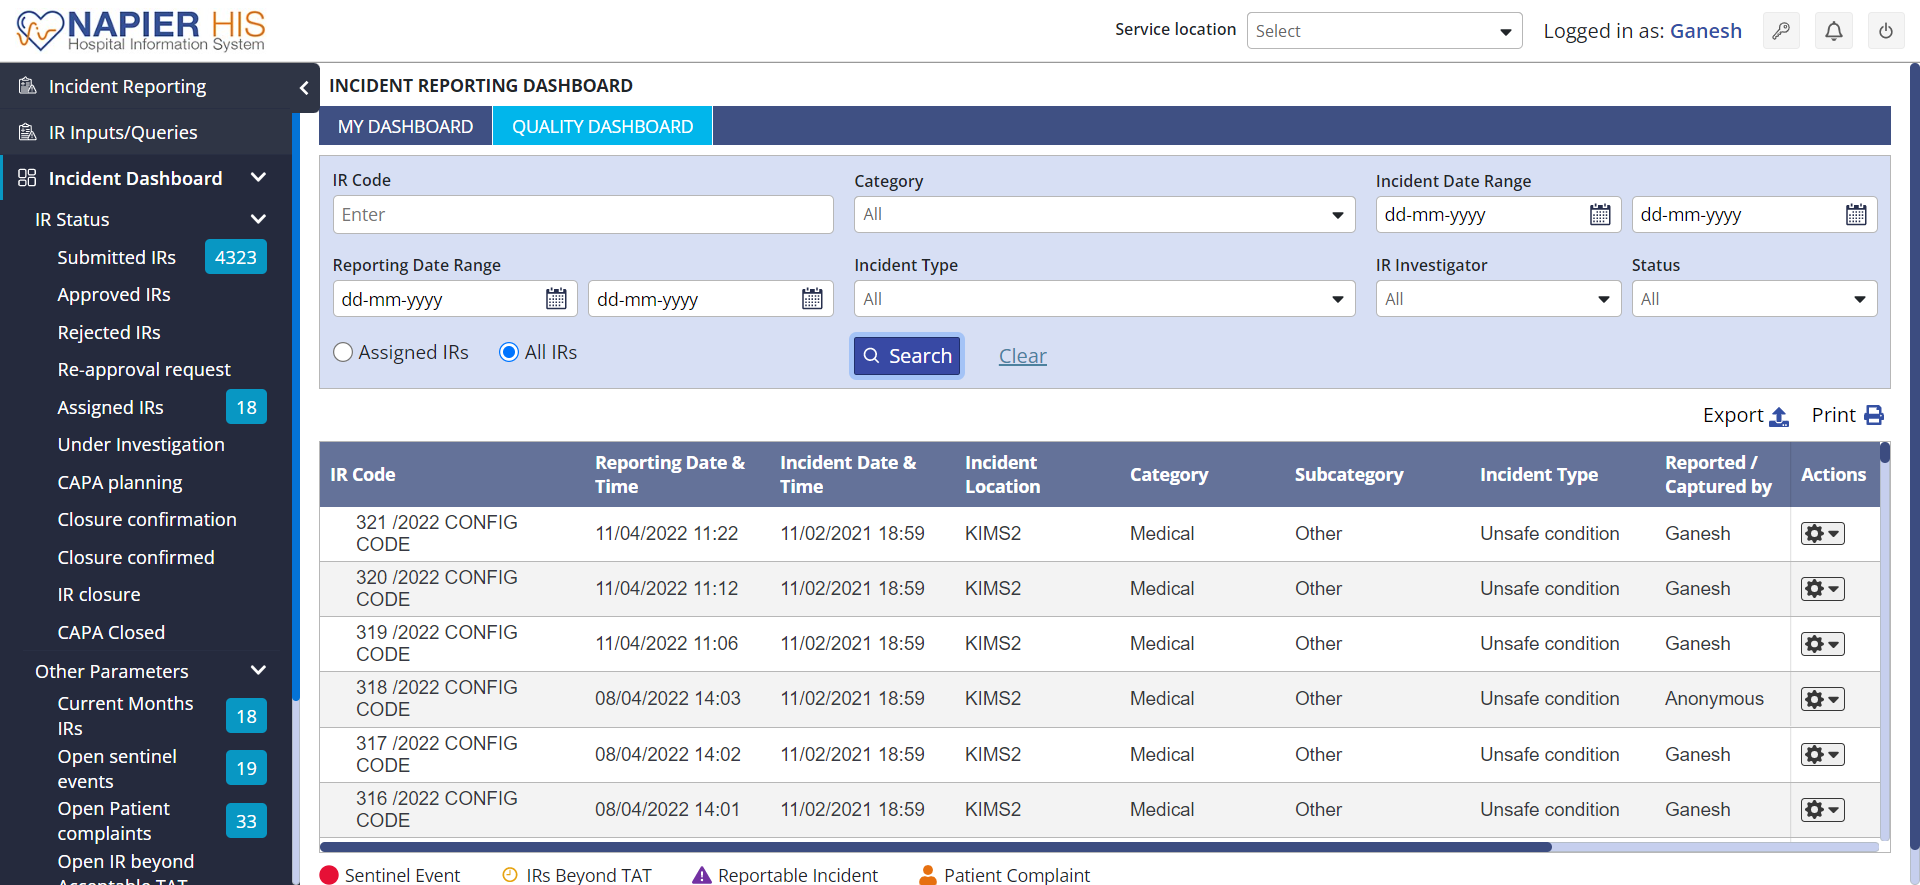 NAPIER HIS
Hospital Information System
Service location
Select
Logged in as: Ganesh
Incident Reporting
IR Inputs/Queries
Incident Dashboard
IR Status
Submitted IRs 4323
Approved IRs
Rejected IRs
Re-approval request
Assigned IRs 18
Under Investigation
CAPA planning
Closure confirmation
Closure confirmed
IR closure
CAPA Closed
Other Parameters
Current Months
IRs
18
Open sentinel
events
19
Open Patient
complaints
33
Open IR beyond
Acceptable TAT
INCIDENT REPORTING DASHBOARD
MY DASHBOARD QUALITY DASHBOARD
IR Code Category Incident Date Range
Enter All dd-mm-yyyy dd-mm-yyyy
Reporting Date Range Incident Type IR Investigator Status
dd-mm-yyyy dd-mm-yyyy All All All
Assigned IRs All IRs Search Clear
Export Print
IR Code Reporting Date & Time Incident Date & Time Incident Location Category Subcategory Incident Type Reported / Captured by Actions
321 /2022 CONFIG CODE 11/04/2022 11:22 11/02/2021 18:59 KIMS2 Medical Other Unsafe condition Ganesh
320 /2022 CONFIG CODE 11/04/2022 11:12 11/02/2021 18:59 KIMS2 Medical Other Unsafe condition Ganesh
319 /2022 CONFIG CODE 11/04/2022 11:06 11/02/2021 18:59 KIMS2 Medical Other Unsafe condition Ganesh
318 /2022 CONFIG CODE 08/04/2022 14:03 11/02/2021 18:59 KIMS2 Medical Other Unsafe condition Anonymous
317 /2022 CONFIG CODE 08/04/2022 14:02 11/02/2021 18:59 KIMS2 Medical Other Unsafe condition Ganesh
316 /2022 CONFIG CODE 08/04/2022 14:01 11/02/2021 18:59 KIMS2 Medical Other Unsafe condition Ganesh
Sentinel Event IRs Beyond TAT Reportable Incident Patient Complaint